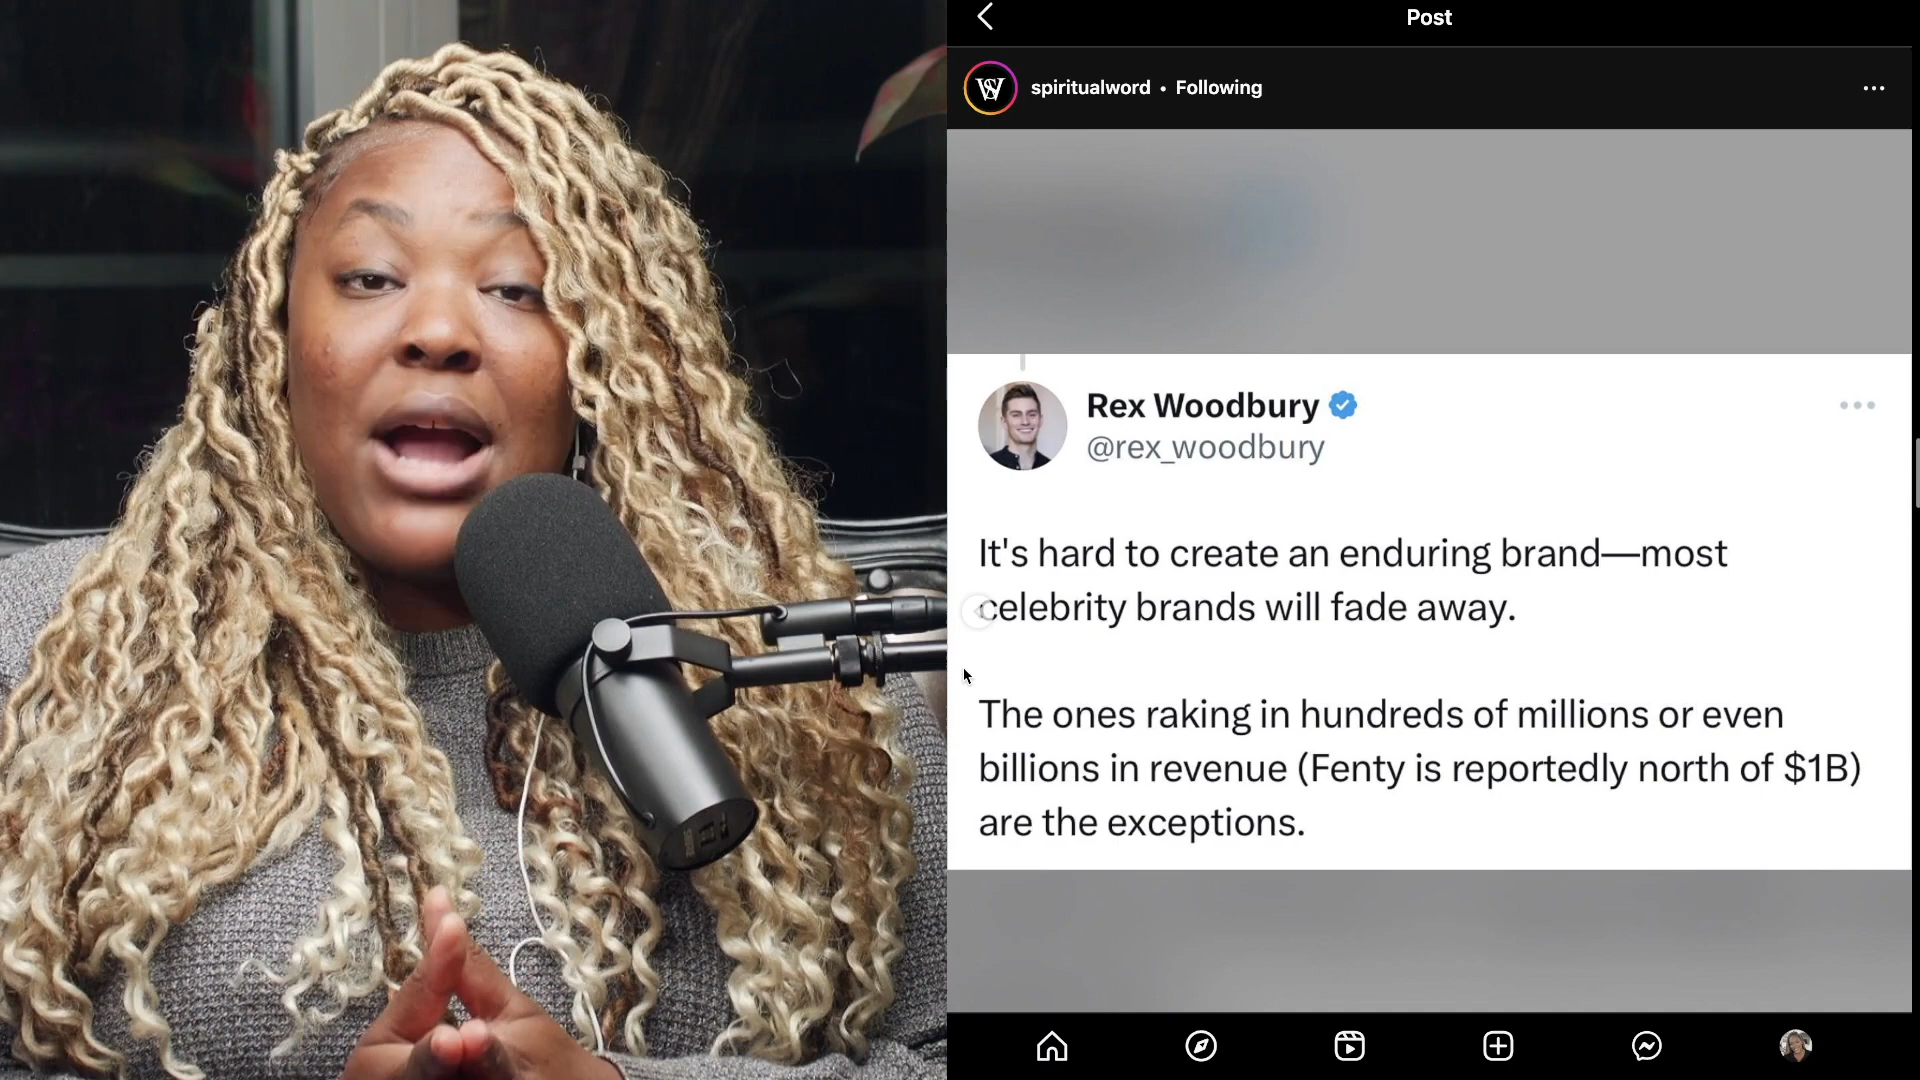 Post
spiritualword • Following
Rex Woodbury
@rex_woodbury
It's hard to create an enduring brand—most
celebrity brands will fade away.
The ones raking in hundreds of millions or even
billions in revenue (Fenty is reportedly north of $1B)
are the exceptions.